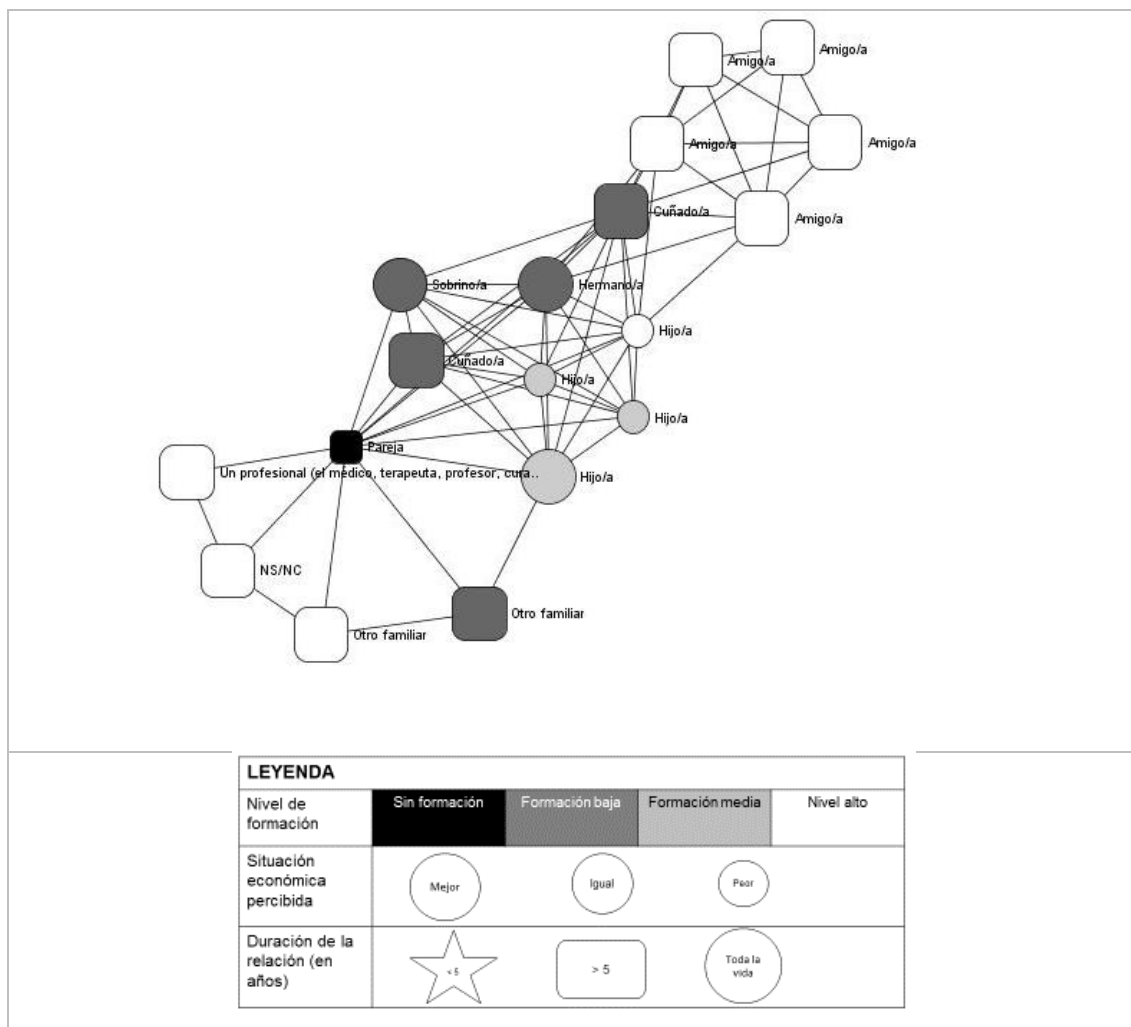 Amigo/a
Amigo/a
Amigo/a
Amigo/a
Cuñado/a
Amigo/a
Sobrino/a
Hermano/a
Hijo/a
Cuñado/a
Hijo/a
Hijo/a
Pareja
Un profesional (el médico, terapeuta, profesor, cura..
Hijo/a
NS/NC
Otro familiar
Otro familiar
LEYENDA
Nivel de formación
Sin formación
Formación baja
Formación media
Nivel alto
Situación económica percibida
Mejor
Igual
Peor
Duración de la relación (en años)
< 5
> 5
Toda la vida